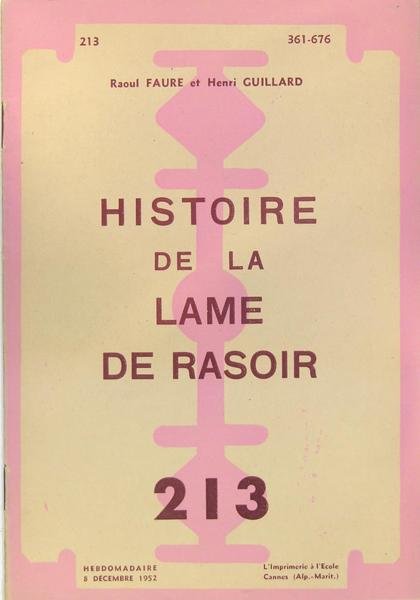 213
361-676
Raoul FAURE et Henri GUILLARD
HISTOIRE
DE LA
LAME
DE RASOIR
213
HEBDOMADAIRE
8 DÉCEMBRE 1952
L'Imprimerie à l'Ecole
Cannes (Alp.-Marit.)